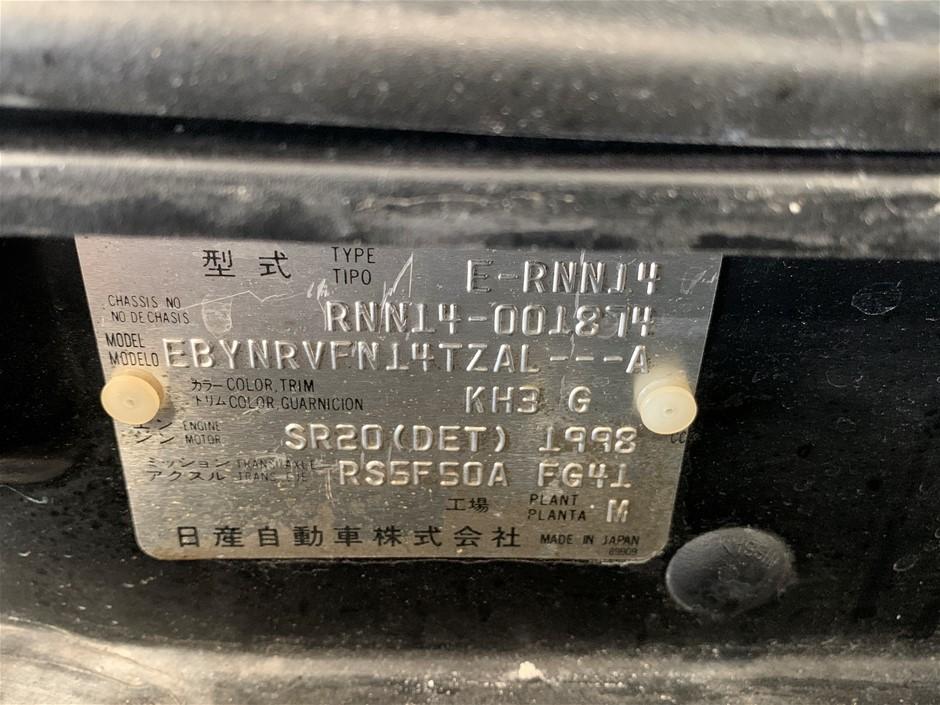 型式 TYPE TIPO E-RNN14
CHASSIS NO NO DE CHASIS RNN14-001874
MODEL MODELO EBYNRVFN14TZAL---A
カラー COLOR, TRIM トリム COLOR, GUARNICION KH3 G
エン ジン ENGINE MOTOR SR20(DET) 1998 CC
ミッション アクスル TRANSAXLE RS5F50A FG41
工場 PLANT PLANTA M
日産自動車株式会社 MADE IN JAPAN
89909